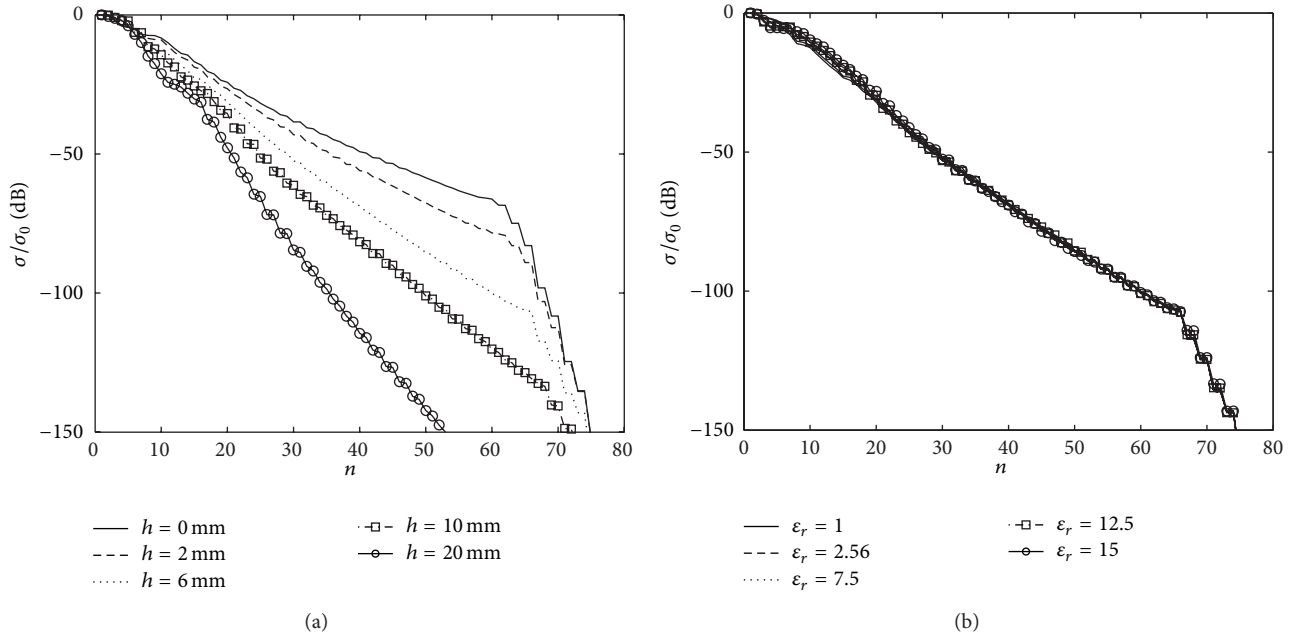 0
−50
−100
−150
σ/σ₀ (dB)
0 10 20 30 40 50 60 70 80
n
h = 0 mm
h = 2 mm
h = 6 mm
h = 10 mm
h = 20 mm
(a)
0
−50
−100
−150
σ/σ₀ (dB)
0 10 20 30 40 50 60 70 80
n
εᵣ = 1
εᵣ = 2.56
εᵣ = 7.5
εᵣ = 12.5
εᵣ = 15
(b)